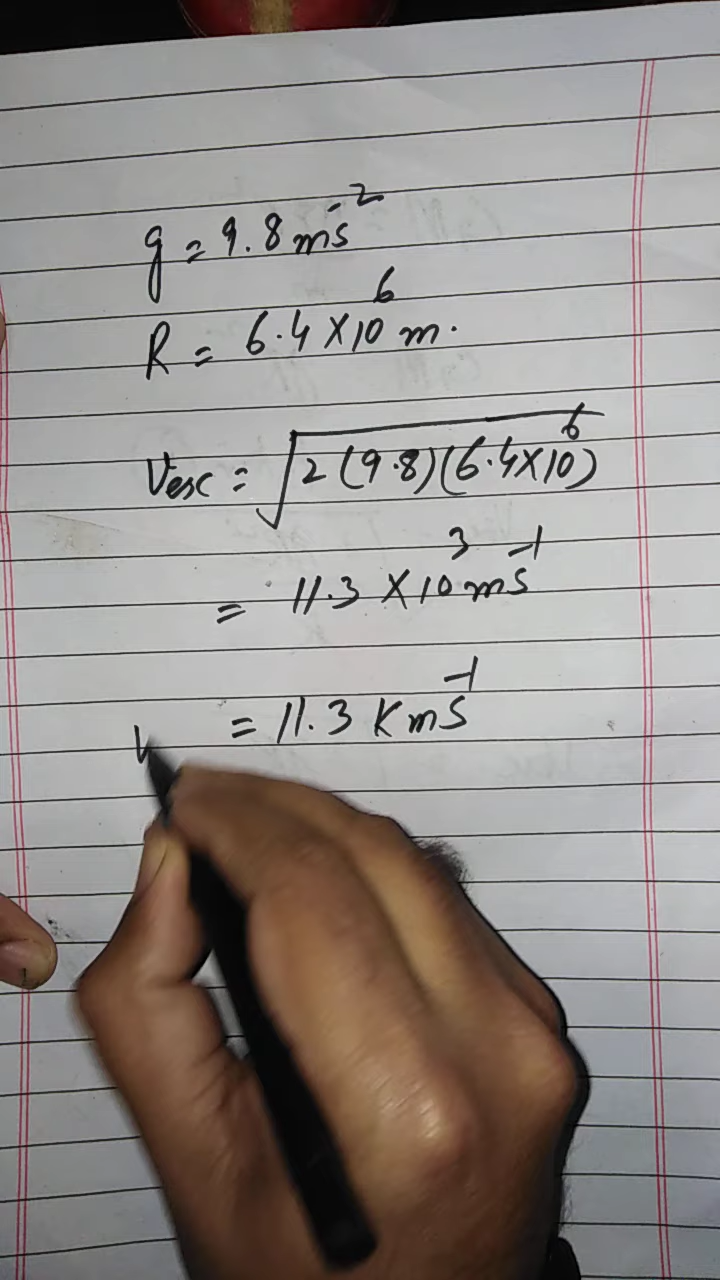 g = 9.8 ms⁻²
R = 6.4 × 10⁶ m.
Vesc = √2 (9.8)(6.4×10⁶)
= 11.3 × 10³ ms⁻¹
= 11.3 Kms⁻¹